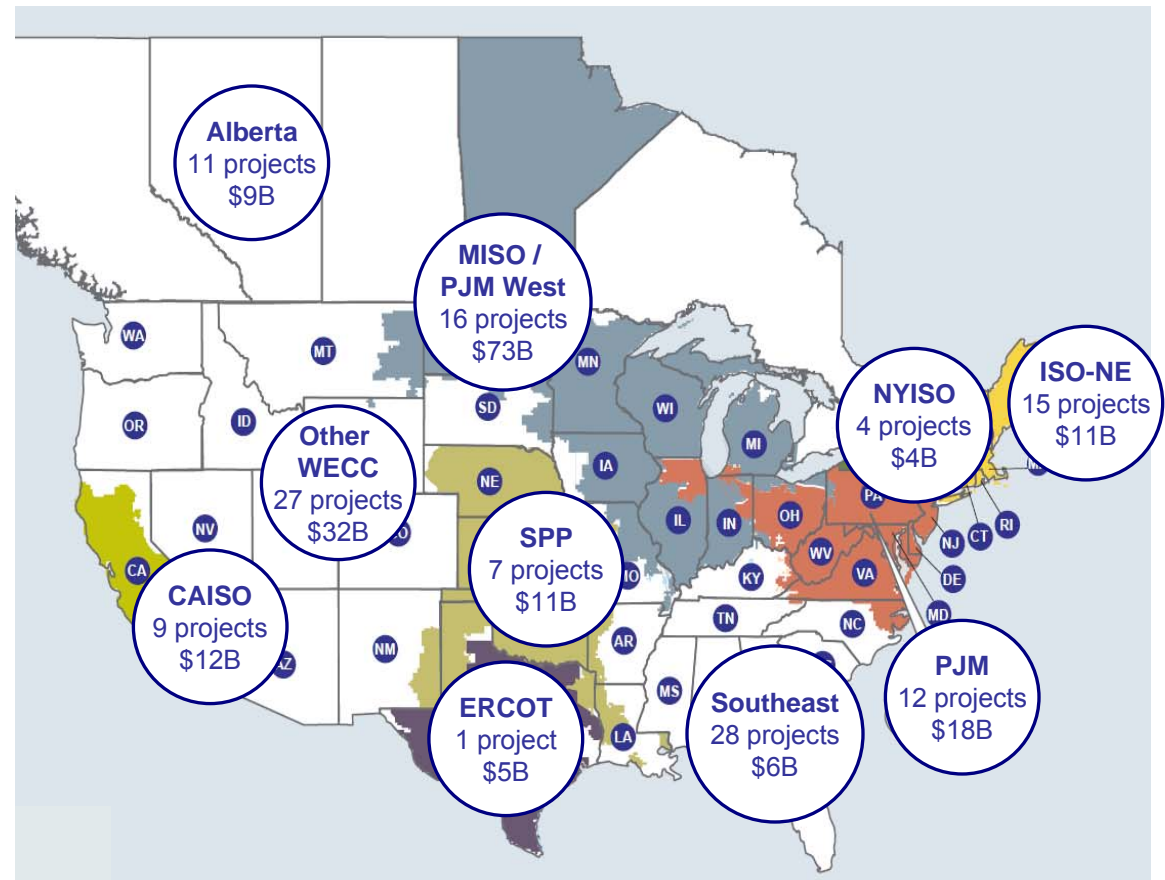 Alberta
11 projects
$9B
MISO /
PJM West
16 projects
$73B
WA
MT
MN
OR
ID
SD
WI
MI
NYISO
4 projects
$4B
ISO-NE
15 projects
$11B
Other
WECC
27 projects
$32B
NE
IA
PA
NV
IL
IN
OH
NJ
CT
RI
SPP
7 projects
$11B
CA
WV
VA
KY
DE
MD
CAISO
9 projects
$12B
TN
NC
AR
NM
PJM
12 projects
$18B
MS
Southeast
28 projects
$6B
ERCOT
1 project
$5B
LA